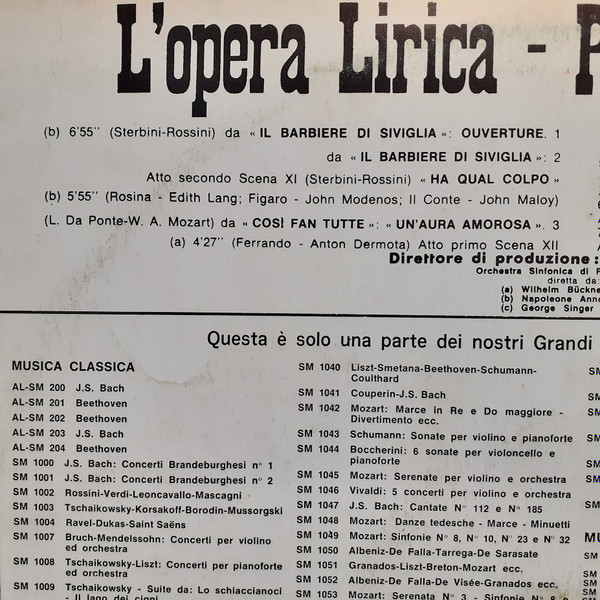 L'opera Lirica -
(b) 6'55'' (Sterbini-Rossini) da « IL BARBIERE DI SIVIGLIA »: OUVERTURE. 1
da « IL BARBIERE DI SIVIGLIA »: 2
Atto secondo Scena XI (Sterbini-Rossini) « HA QUAL COLPO »
(b) 5'55'' (Rosina - Edith Lang; Figaro - John Modenos; Il Conte - John Maloy)
(L. Da Ponte-W. A. Mozart) da « COSÌ FAN TUTTE »: « UN'AURA AMOROSA ». 3
(a) 4'27'' (Ferrando - Anton Dermota) Atto primo Scena XII
Direttore di produzione:
Orchestra Sinfonica di
diretta da:
(a) Wilhelm
(b) Napoleone
(c) George Singer
Questa è solo una parte dei nostri Grandi
MUSICA CLASSICA
AL-SM 200 J.S. Bach
AL-SM 201 Beethoven
AL-SM 202 Beethoven
AL-SM 203 J.S. Bach
AL-SM 204 Beethoven
SM 1000 J.S. Bach: Concerti Brandeburghesi n° 1
SM 1001 J.S. Bach: Concerti Brandeburghesi n° 2
SM 1002 Rossini-Verdi-Leoncavallo-Mascagni
SM 1003 Tschaikowsky-Korsakoff-Borodin-Mussorgski
SM 1004 Ravel-Dukas-Saint Saëns
SM 1007 Bruch-Mendelssohn: Concerti per violino
ed orchestra
SM 1008 Tschaikowsky-Liszt: Concerti per pianoforte
ed orchestra
SM 1009 Tschaikowsky - Suite da: Lo schiaccianoci
- Il lago dei cigni
SM 1040 Liszt-Smetana-Beethoven-Schumann-
Coulthard
SM 1041 Couperin-J.S. Bach
SM 1042 Mozart: Marce in Re e Do maggiore -
Divertimento ecc.
SM 1043 Schumann: Sonate per violino e pianoforte
SM 1044 Boccherini: 6 sonate per violoncello e
pianoforte
SM 1045 Mozart: Serenate per violino e orchestra
SM 1046 Vivaldi: 5 concerti per violino e orchestra
SM 1047 J.S. Bach: Cantate N° 112 e N° 185
SM 1048 Mozart: Danze tedesche - Marce - Minuetti
SM 1049 Mozart: Sinfonie N° 8, N° 10, N° 23 e N° 32
SM 1050 Albeniz-De Falla-Tarrega-De Sarasate
SM 1051 Granados-Liszt-Breton-Mozart ecc.
SM 1052 Albeniz-De Falla-De Visée-Granados ecc.
SM 1053 Mozart: Serenata N° 3 - Sinfonie N° 8
SM
SM
SM
SM
SM
SM
SM
SM